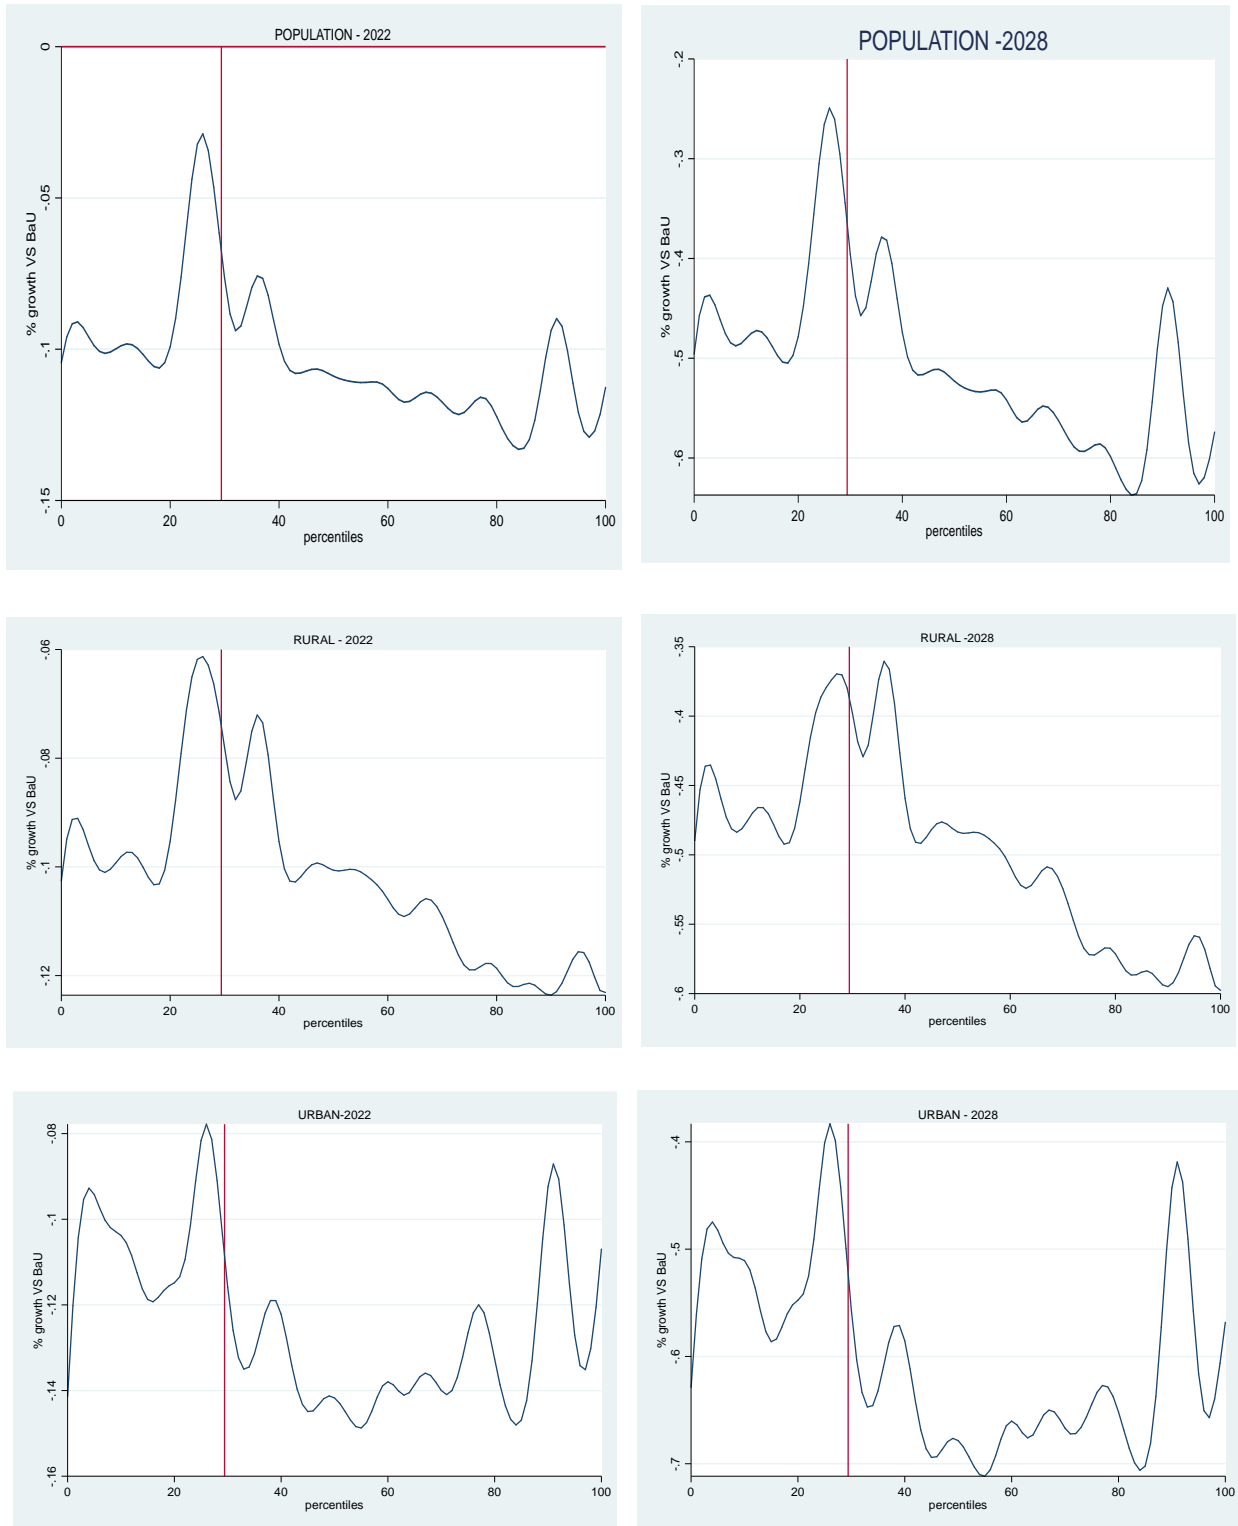 POPULATION - 2022
% growth VS BaU
0
-.05
-.1
-.15
0 20 40 60 80 100
percentiles
POPULATION -2028
% growth VS BaU
-.2
-.3
-.4
-.5
-.6
0 20 40 60 80 100
percentiles
RURAL - 2022
% growth VS BaU
-.06
-.08
-.1
-.12
0 20 40 60 80 100
percentiles
RURAL -2028
% growth VS BaU
-.35
-.4
-.45
-.5
-.55
-.6
0 20 40 60 80 100
percentiles
URBAN-2022
% growth VS BaU
-.08
-.1
-.12
-.14
-.16
0 20 40 60 80 100
percentiles
URBAN - 2028
% growth VS BaU
-.4
-.5
-.6
-.7
0 20 40 60 80 100
percentiles